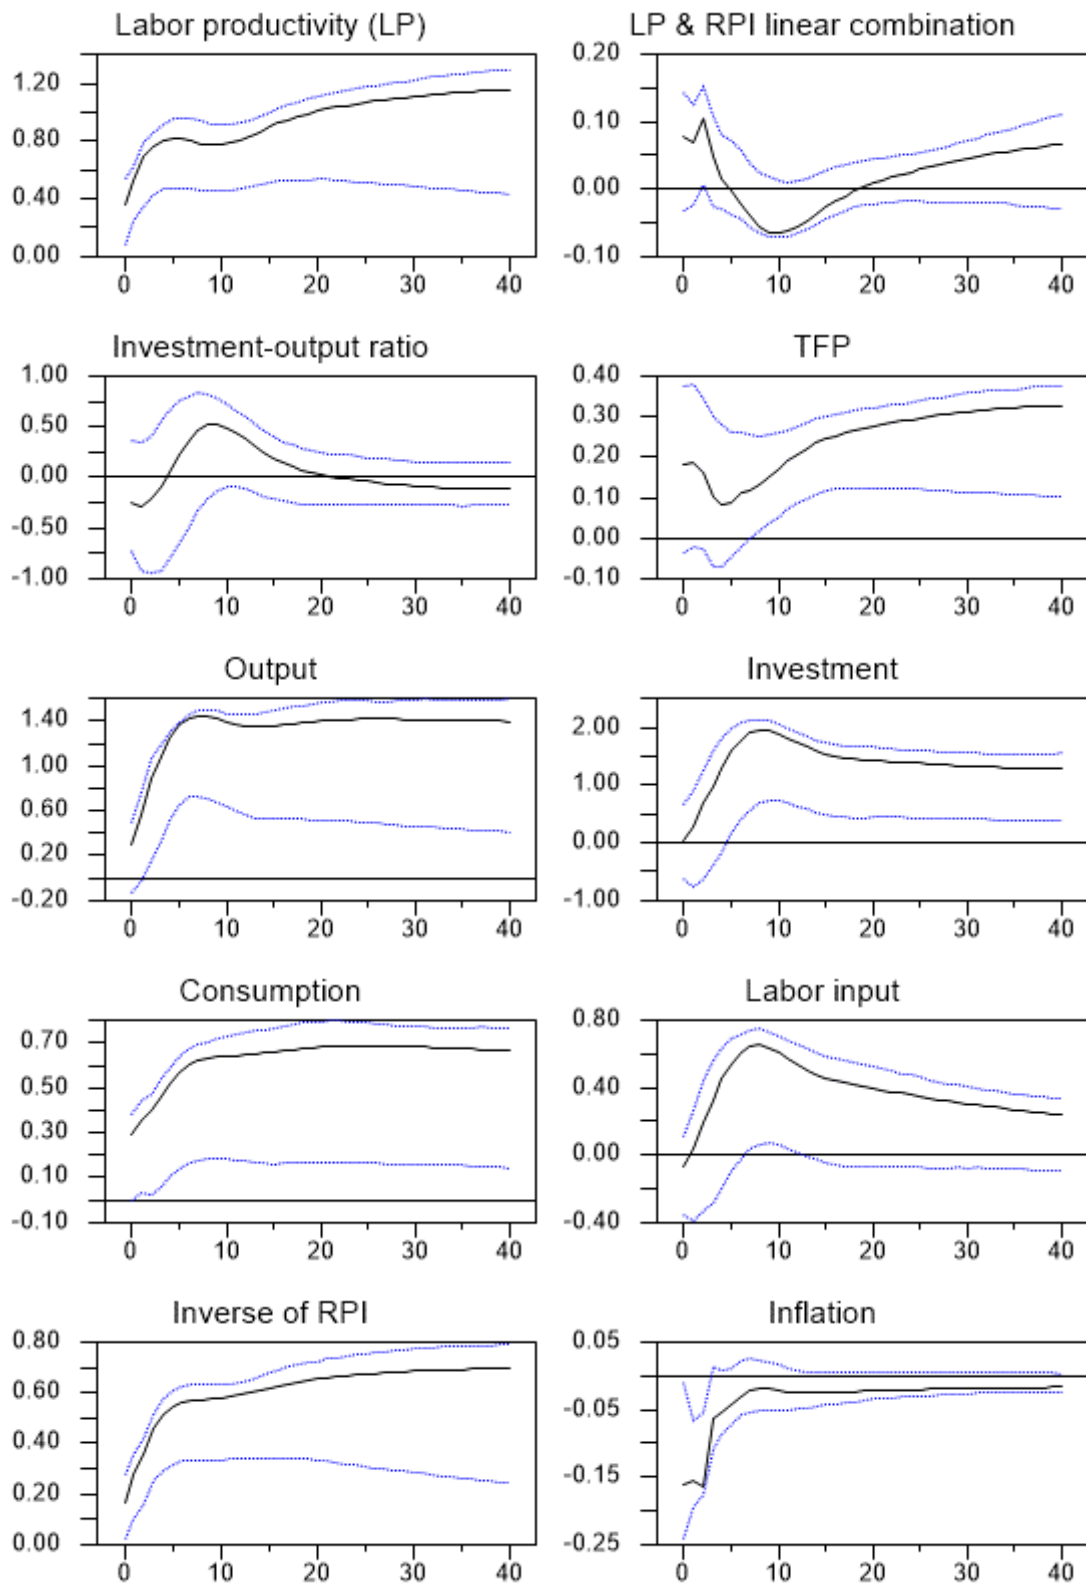 Labor productivity (LP)
1.20
0.80
0.40
0.00
0 10 20 30 40
LP & RPI linear combination
0.20
0.10
0.00
-0.10
0 10 20 30 40
Investment-output ratio
1.00
0.50
0.00
-0.50
-1.00
0 10 20 30 40
TFP
0.40
0.30
0.20
0.10
0.00
-0.10
0 10 20 30 40
Output
1.40
1.00
0.60
0.20
-0.20
0 10 20 30 40
Investment
2.00
1.00
0.00
-1.00
0 10 20 30 40
Consumption
0.70
0.50
0.30
0.10
-0.10
0 10 20 30 40
Labor input
0.80
0.40
0.00
-0.40
0 10 20 30 40
Inverse of RPI
0.80
0.60
0.40
0.20
0.00
0 10 20 30 40
Inflation
0.05
-0.05
-0.15
-0.25
0 10 20 30 40